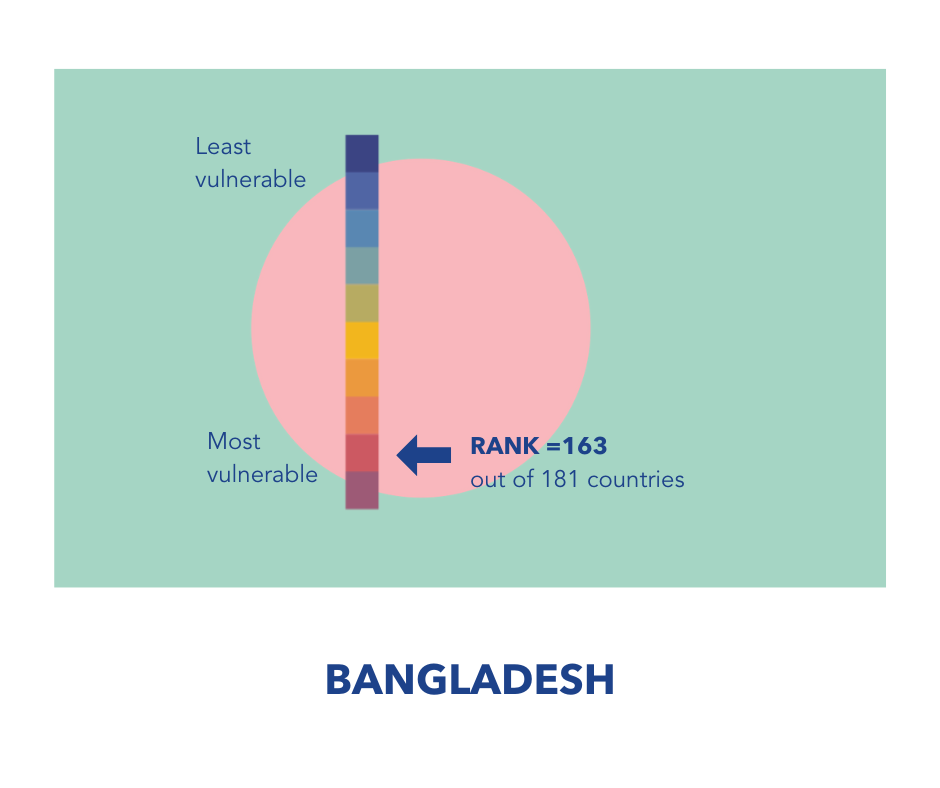 Least
vulnerable
Most
vulnerable
RANK =163
out of 181 countries
BANGLADESH